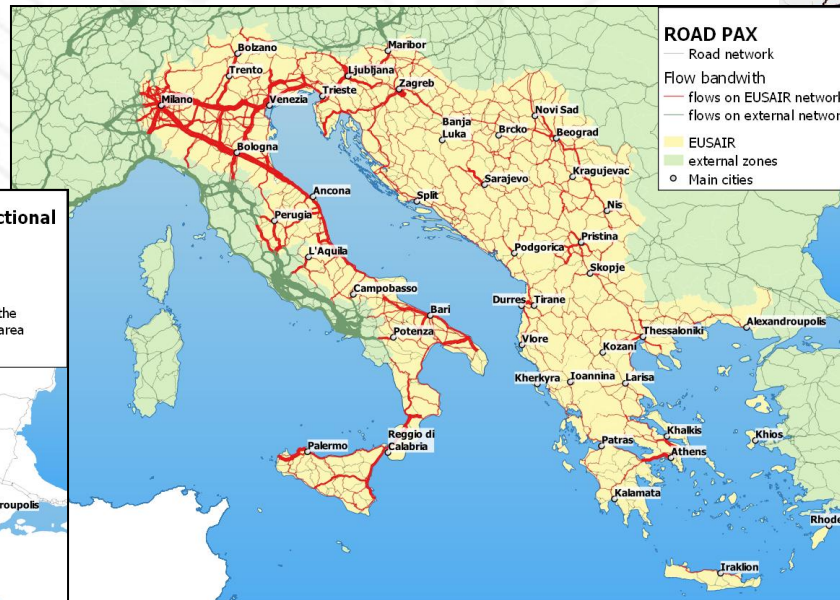 ROAD PAX
Road network
Flow bandwith
flows on EUSAIR network
flows on external networ
EUSAIR
external zones
Main cities
ctional
the
area
roupolis
Bolzano
Maribor
Trento
Ljubljana
Zagreb
Milano
Venezia
Trieste
Novi Sad
Banja
Luka
Brcko
Beograd
Bologna
Sarajevo
Kragujevac
Ancona
Split
Nis
Perugia
Pristina
L'Aquila
Podgorica
Skopje
Campobasso
Durres
Tirane
Bari
Potenza
Vlore
Thessaloniki
Alexandroupolis
Kozani
Kherkyra
Ioannina
Larisa
Reggio di
Calabria
Palermo
Patras
Khalkis
Khios
Athens
Kalamata
Rhode
Iraklion